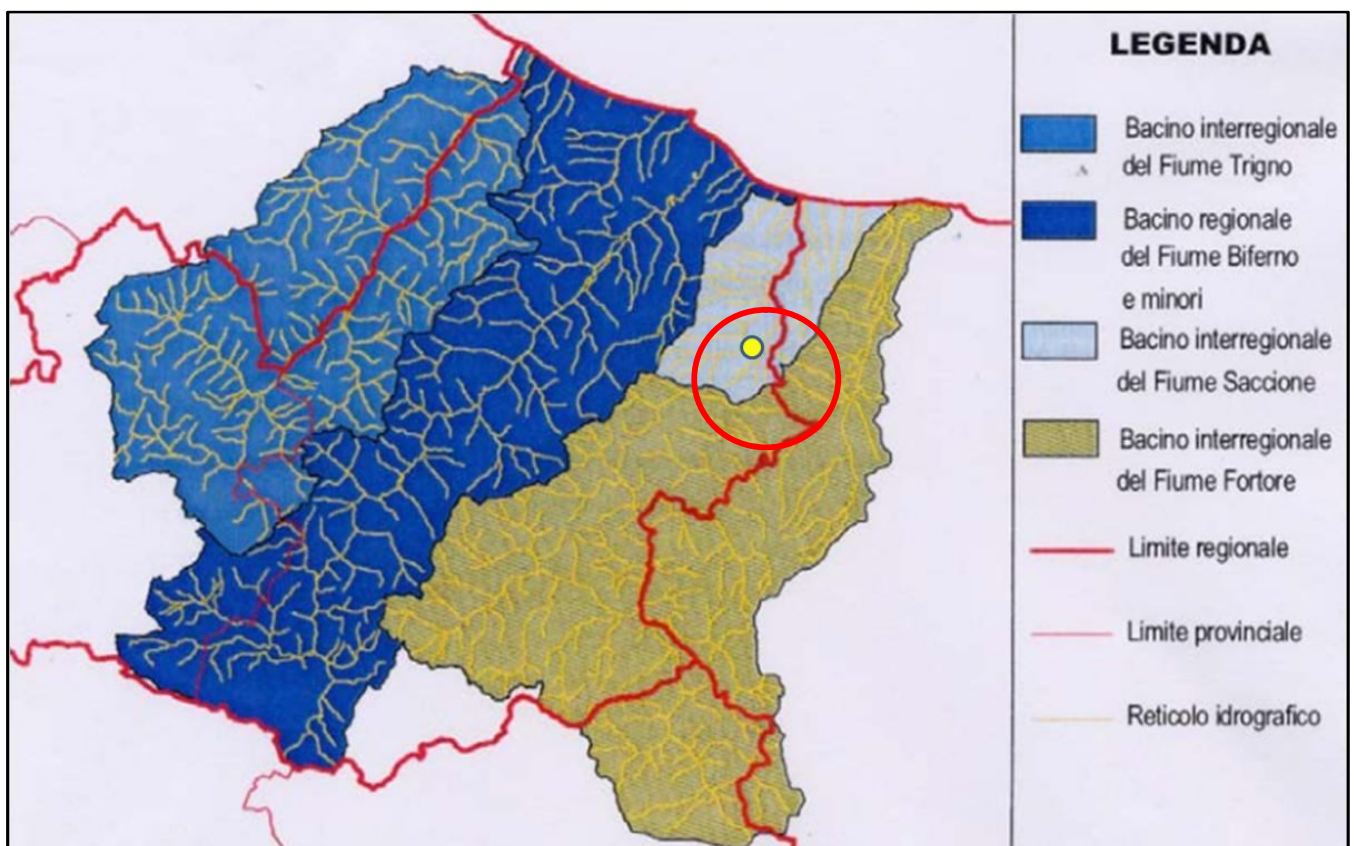 LEGENDA
Bacino interregionale
del Fiume Trigno
Bacino regionale
del Fiume Biferno
e minori
Bacino interregionale
del Fiume Saccione
Bacino interregionale
del Fiume Fortore
Limite regionale
Limite provinciale
Reticolo idrografico